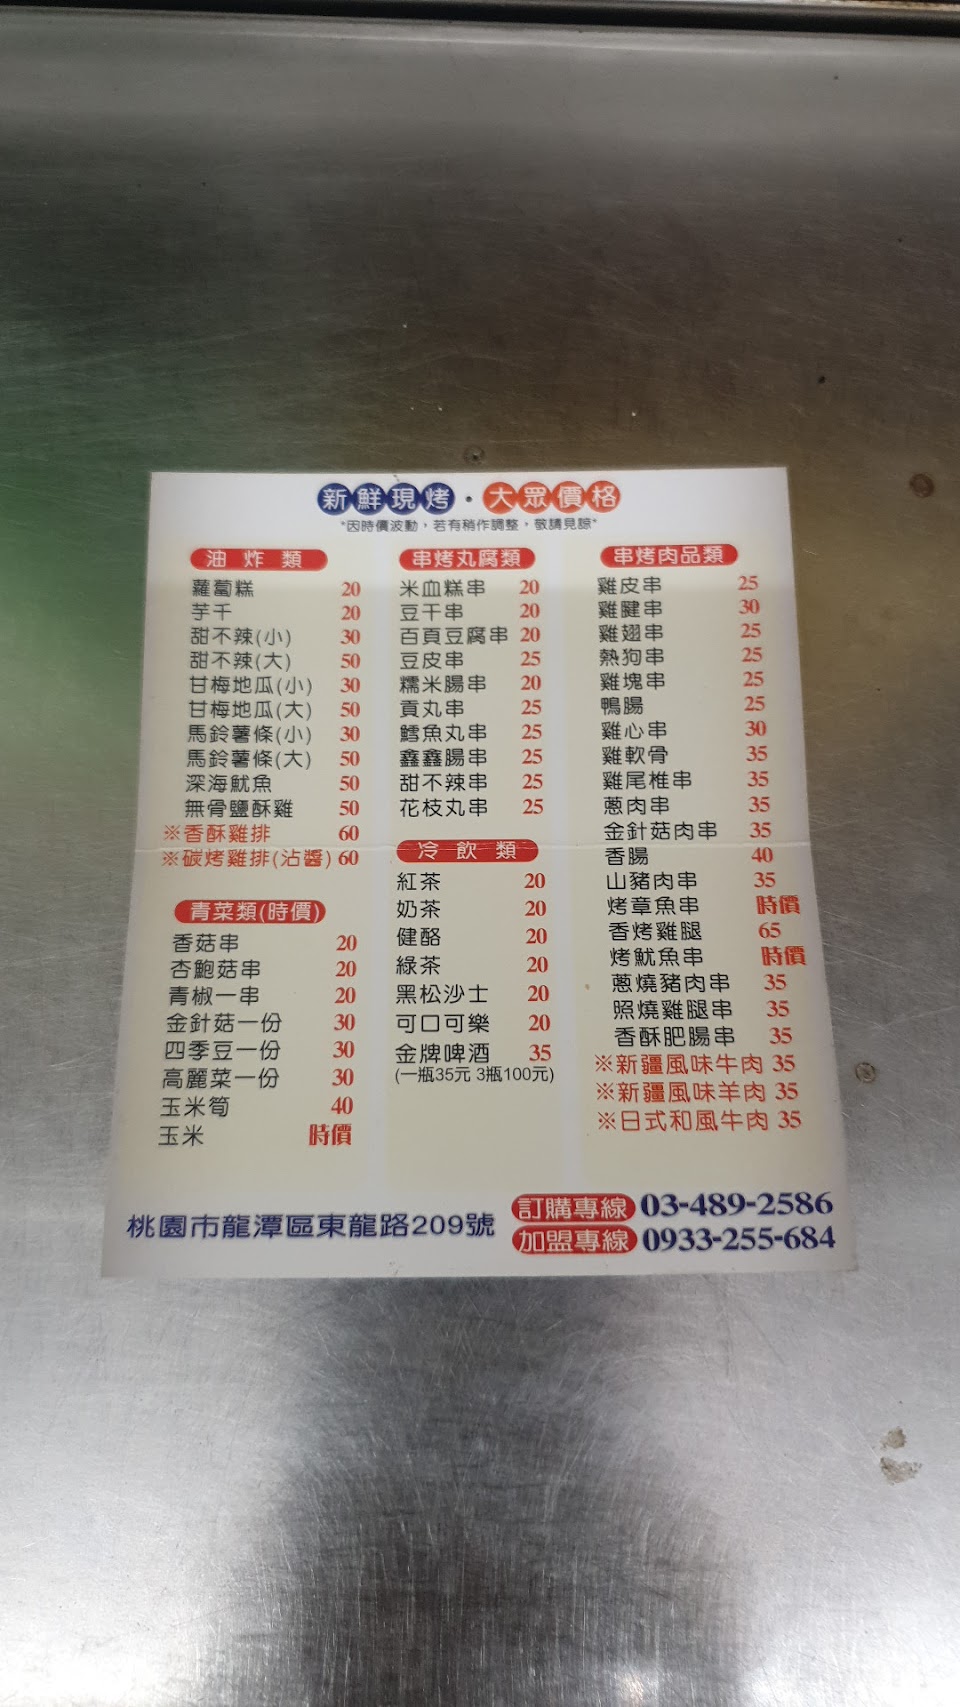 新鮮現烤・大眾價格
*因時價波動，若有稍作調整，敬請見諒*
油炸類
蘿蔔糕 20
芋千 20
甜不辣(小) 30
甜不辣(大) 50
甘梅地瓜(小) 30
甘梅地瓜(大) 50
馬鈴薯條(小) 30
馬鈴薯條(大) 50
深海魷魚 50
無骨鹽酥雞 50
※香酥雞排 60
※碳烤雞排(沾醬) 60
青菜類(時價)
香菇串 20
杏鮑菇串 20
青椒一串 20
金針菇一份 30
四季豆一份 30
高麗菜一份 30
玉米筍 40
玉米 時價
串烤丸腐類
米血糕串 20
豆干串 20
百頁豆腐串 20
豆皮串 25
糯米腸串 20
貢丸串 25
鱈魚丸串 25
鑫鑫腸串 25
甜不辣串 25
花枝丸串 25
冷飲類
紅茶 20
奶茶 20
健酪 20
綠茶 20
黑松沙士 20
可口可樂 20
金牌啤酒 35
(一瓶35元 3瓶100元)
串烤肉品類
雞皮串 25
雞腱串 30
雞翅串 25
熱狗串 25
雞塊串 25
鴨腸 25
雞心串 30
雞軟骨 35
雞尾椎串 35
蔥肉串 35
金針菇肉串 35
香腸 40
山豬肉串 35
烤章魚串 時價
香烤雞腿 65
烤魷魚串 時價
蔥燒豬肉串 35
照燒雞腿串 35
香酥肥腸串 35
※新疆風味牛肉 35
※新疆風味羊肉 35
※日式和風牛肉 35
桃園市龍潭區東龍路209號
訂購專線 03-489-2586
加盟專線 0933-255-684